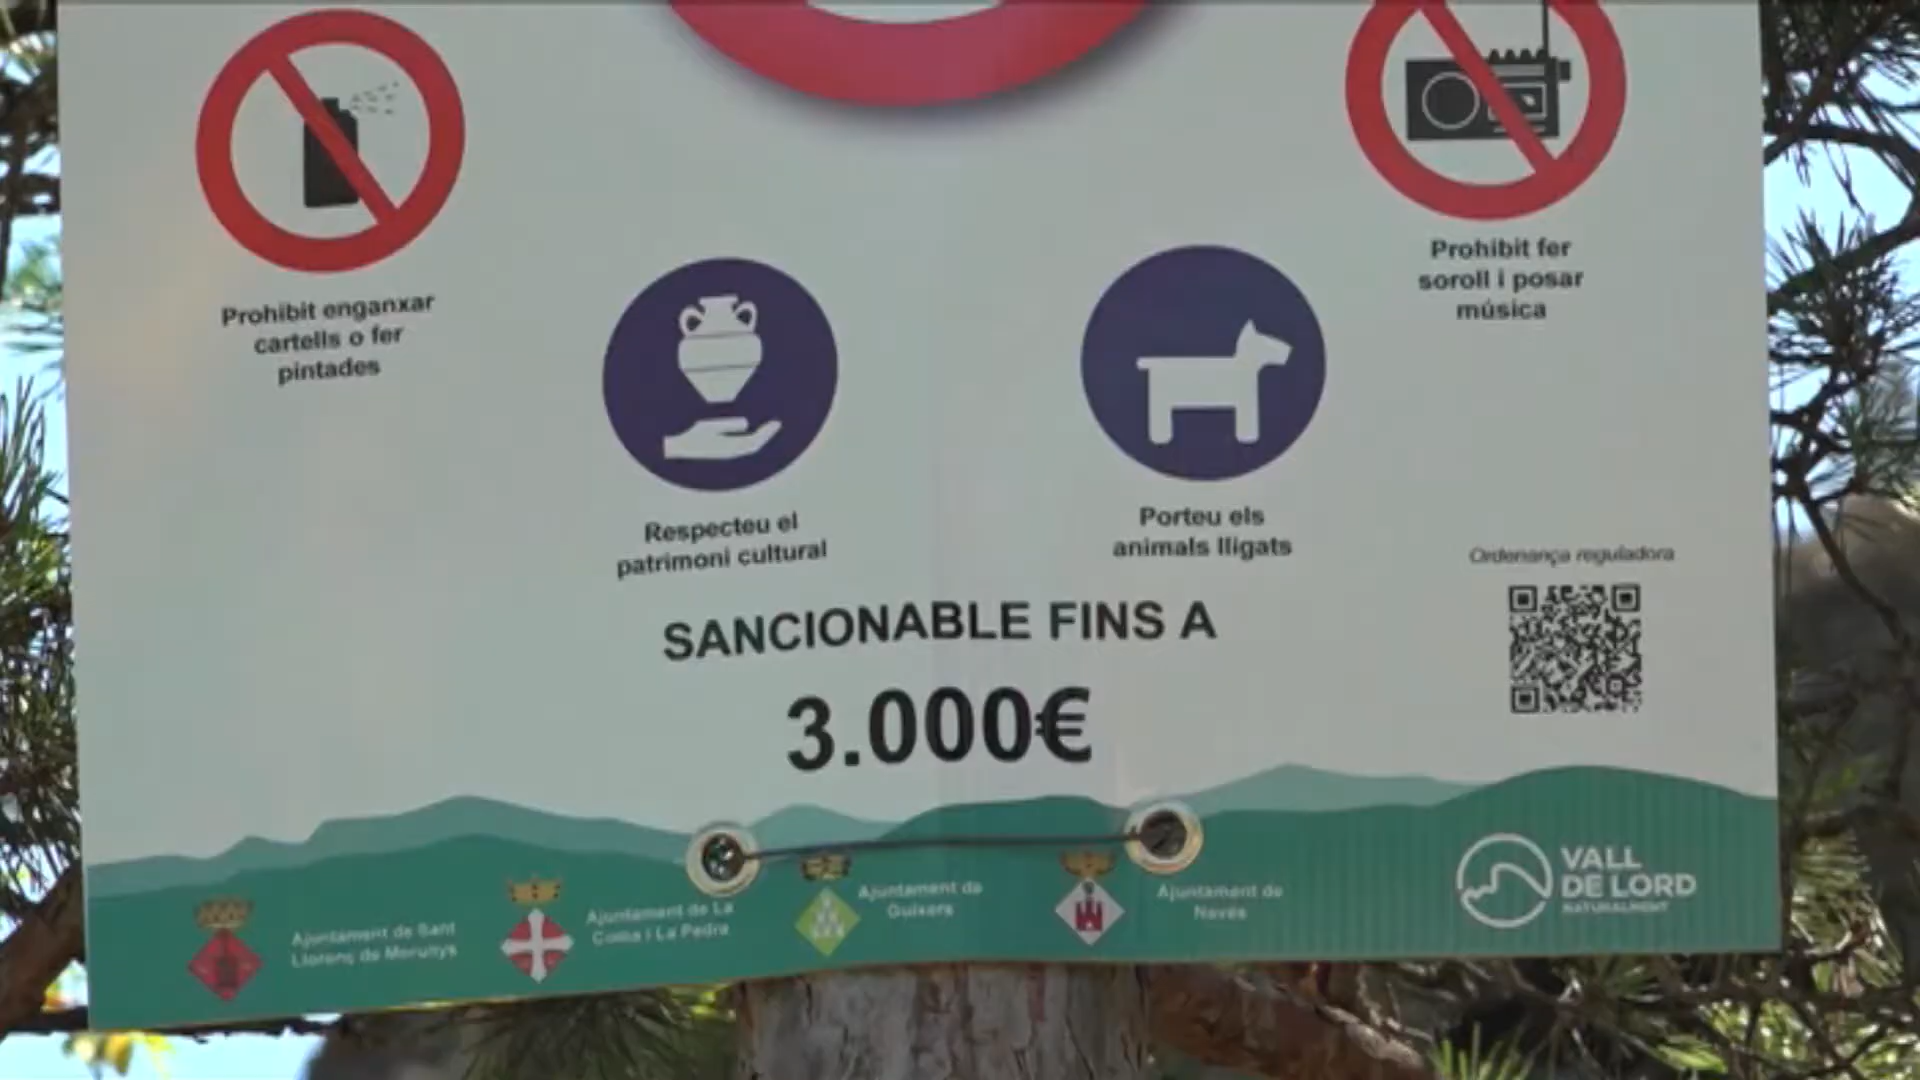 Prohibit enganxar
cartells o fer
pintades
Prohibit fer
soroll i posar
música
Respecteu el
patrimoni cultural
Porteu els
animals lligats
Ordenança reguladora
SANCIONABLE FINS A
3.000€
Ajuntament de Sant
Llorenç de Morunys
Ajuntament de La
Coma i La Pedra
Ajuntament de
Guixers
Ajuntament de
Navès
VALL
DE LORD
NATURALMENT